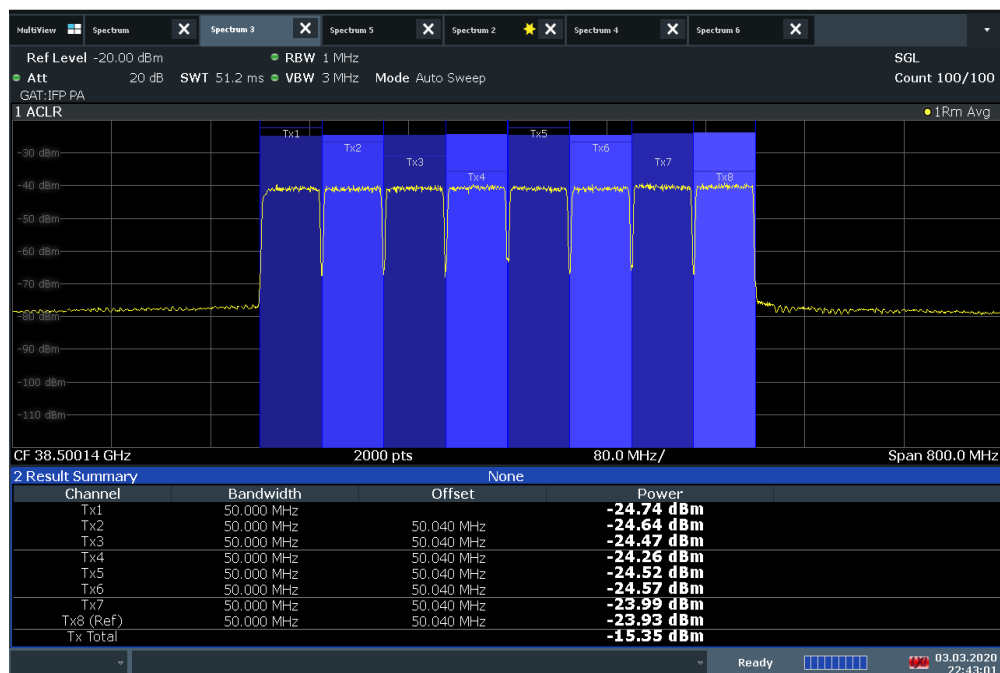 MultiView Spectrum X Spectrum 3 X Spectrum 5 X Spectrum 2 X Spectrum 4 X Spectrum 6 X
Ref Level -20.00 dBm RBW 1 MHz SGL
Att 20 dB SWT 51.2 ms VBW 3 MHz Mode Auto Sweep Count 100/100
GAT:IFP PA
1 ACLR 1Rm Avg
Tx1 Tx5
Tx2 Tx6
-30 dBm
Tx3 Tx7
Tx4 Tx8
-40 dBm
-50 dBm
-60 dBm
-70 dBm
-80 dBm
-90 dBm
-100 dBm
-110 dBm
CF 38.50014 GHz 2000 pts 80.0 MHz/ Span 800.0 MHz
2 Result Summary None
Channel Bandwidth Offset Power
Tx1 50.000 MHz -24.74 dBm
Tx2 50.000 MHz 50.040 MHz -24.64 dBm
Tx3 50.000 MHz 50.040 MHz -24.47 dBm
Tx4 50.000 MHz 50.040 MHz -24.26 dBm
Tx5 50.000 MHz 50.040 MHz -24.52 dBm
Tx6 50.000 MHz 50.040 MHz -24.57 dBm
Tx7 50.000 MHz 50.040 MHz -23.99 dBm
Tx8 (Ref) 50.000 MHz 50.040 MHz -23.93 dBm
Tx Total -15.35 dBm
Ready 03.03.2020
22:43:01